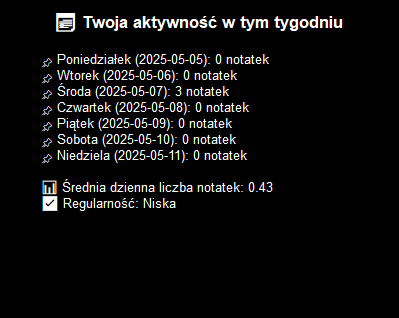 Twoja aktywność w tym tygodniu
Poniedziałek (2025-05-05): 0 notatek
Wtorek (2025-05-06): 0 notatek
Środa (2025-05-07): 3 notatek
Czwartek (2025-05-08): 0 notatek
Piątek (2025-05-09): 0 notatek
Sobota (2025-05-10): 0 notatek
Niedziela (2025-05-11): 0 notatek
Średnia dzienna liczba notatek: 0.43
Regularność: Niska